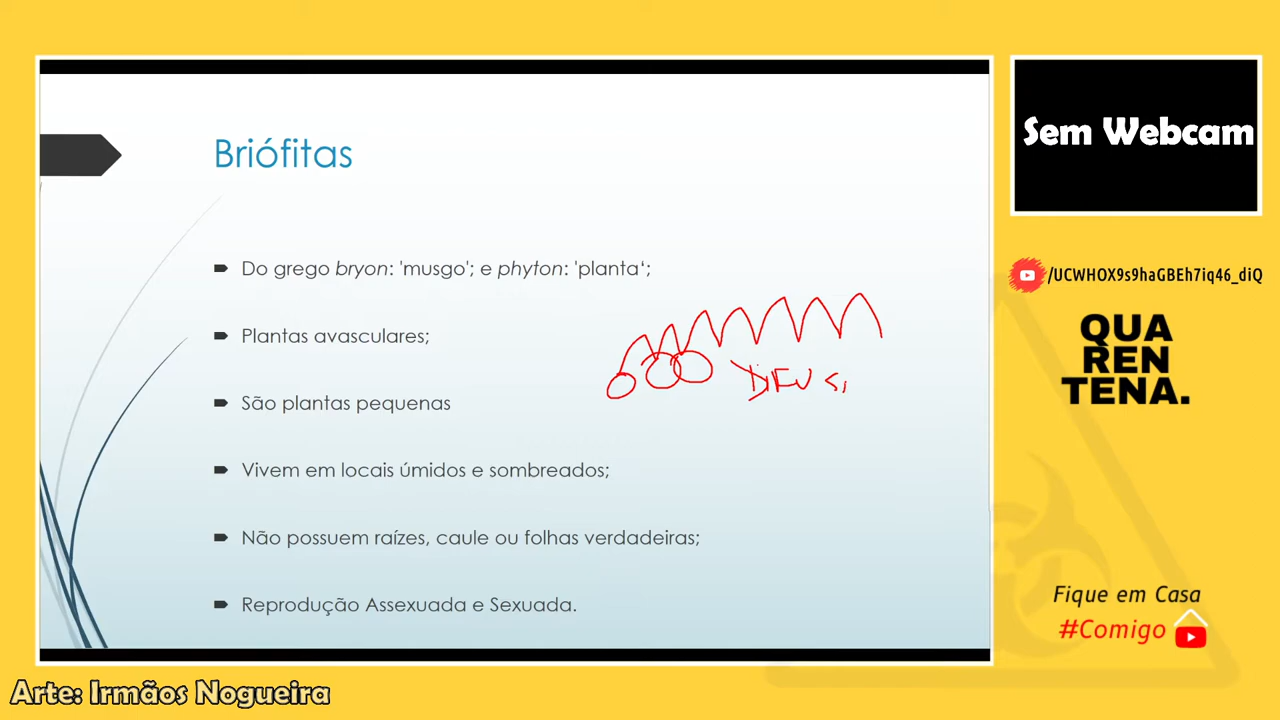 Briófitas
Do grego bryon: 'musgo'; e phyton: 'planta‘;
Plantas avasculares;
São plantas pequenas
Vivem em locais úmidos e sombreados;
Não possuem raízes, caule ou folhas verdadeiras;
Reprodução Assexuada e Sexuada.
Sem Webcam
/UCWHOX9s9haGBEh7iq46_diQ
QUA
REN
TENA.
Fique em Casa
#Comigo
Arte: Irmãos Nogueira